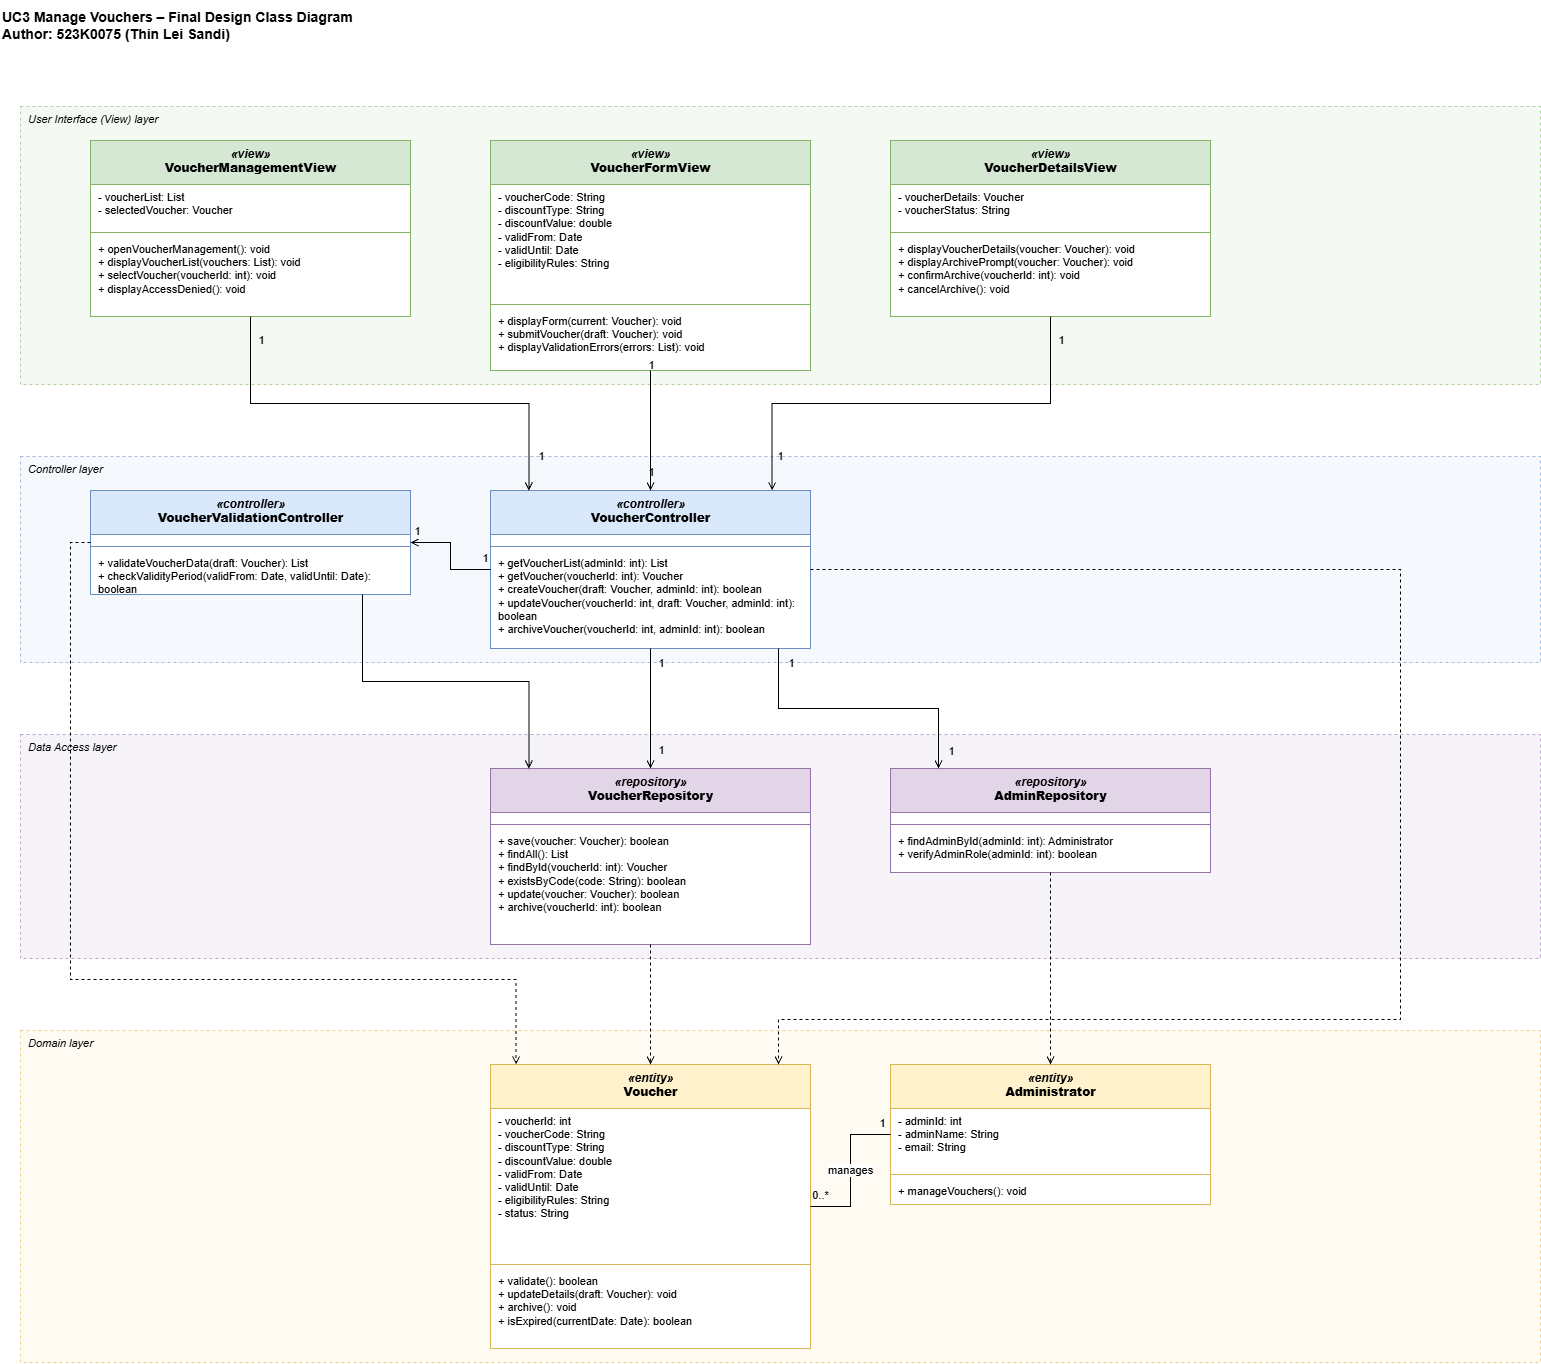 UC3 Manage Vouchers – Final Design Class Diagram
Author: 523K0075 (Thin Lei Sandi)
User Interface (View) layer
«view»
VoucherManagementView
- voucherList: List
- selectedVoucher: Voucher
+ openVoucherManagement(): void
+ displayVoucherList(vouchers: List): void
+ selectVoucher(voucherId: int): void
+ displayAccessDenied(): void
«view»
VoucherFormView
- voucherCode: String
- discountType: String
- discountValue: double
- validFrom: Date
- validUntil: Date
- eligibilityRules: String
+ displayForm(current: Voucher): void
+ submitVoucher(draft: Voucher): void
+ displayValidationErrors(errors: List): void
«view»
VoucherDetailsView
- voucherDetails: Voucher
- voucherStatus: String
+ displayVoucherDetails(voucher: Voucher): void
+ displayArchivePrompt(voucher: Voucher): void
+ confirmArchive(voucherId: int): void
+ cancelArchive(): void
1
1
1
1
1
1
Controller layer
«controller»
VoucherValidationController
+ validateVoucherData(draft: Voucher): List
+ checkValidityPeriod(validFrom: Date, validUntil: Date):
boolean
1
1
«controller»
VoucherController
+ getVoucherList(adminId: int): List
+ getVoucher(voucherId: int): Voucher
+ createVoucher(draft: Voucher, adminId: int): boolean
+ updateVoucher(voucherId: int, draft: Voucher, adminId: int):
boolean
+ archiveVoucher(voucherId: int, adminId: int): boolean
1
1
1
1
Data Access layer
«repository»
VoucherRepository
+ save(voucher: Voucher): boolean
+ findAll(): List
+ findById(voucherId: int): Voucher
+ existsByCode(code: String): boolean
+ update(voucher: Voucher): boolean
+ archive(voucherId: int): boolean
«repository»
AdminRepository
+ findAdminById(adminId: int): Administrator
+ verifyAdminRole(adminId: int): boolean
Domain layer
«entity»
Voucher
- voucherId: int
- voucherCode: String
- discountType: String
- discountValue: double
- validFrom: Date
- validUntil: Date
- eligibilityRules: String
- status: String
+ validate(): boolean
+ updateDetails(draft: Voucher): void
+ archive(): void
+ isExpired(currentDate: Date): boolean
1
manages
0..*
«entity»
Administrator
- adminId: int
- adminName: String
- email: String
+ manageVouchers(): void